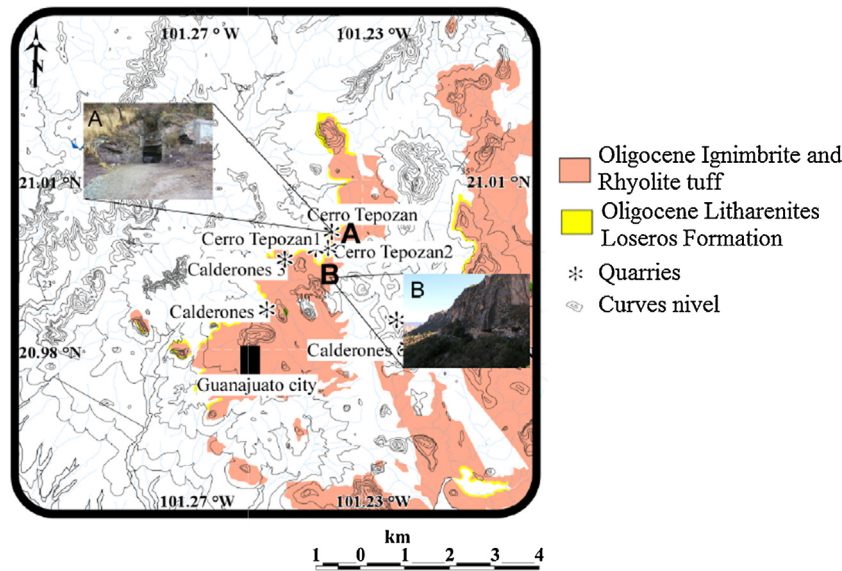 101.27 ° W 101.23 ° W
N
A
21.01 °N 21.01 °N
Cerro Tepozan
A
Cerro Tepozan1
Cerro Tepozan2
Calderones 3
B
B
Calderones
Calderones
20.98 °N
Guanajuato city
101.27 °W 101.23 °W
km
1 0 1 2 3 4
Oligocene Ignimbrite and
Rhyolite tuff
Oligocene Litharenites
Loseros Formation
Quarries
Curves nivel